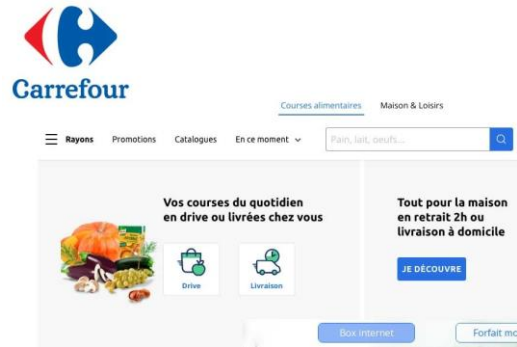 Carrefour
Courses alimentaires Maison & Loisirs
Rayons Promotions Catalogues En ce moment
Pain, lait, oeufs...
Vos courses du quotidien
en drive ou livrées chez vous
Drive Livraison
Tout pour la maison
en retrait 2h ou
livraison à domicile
JE DÉCOUVRE
Box internet Forfait mo